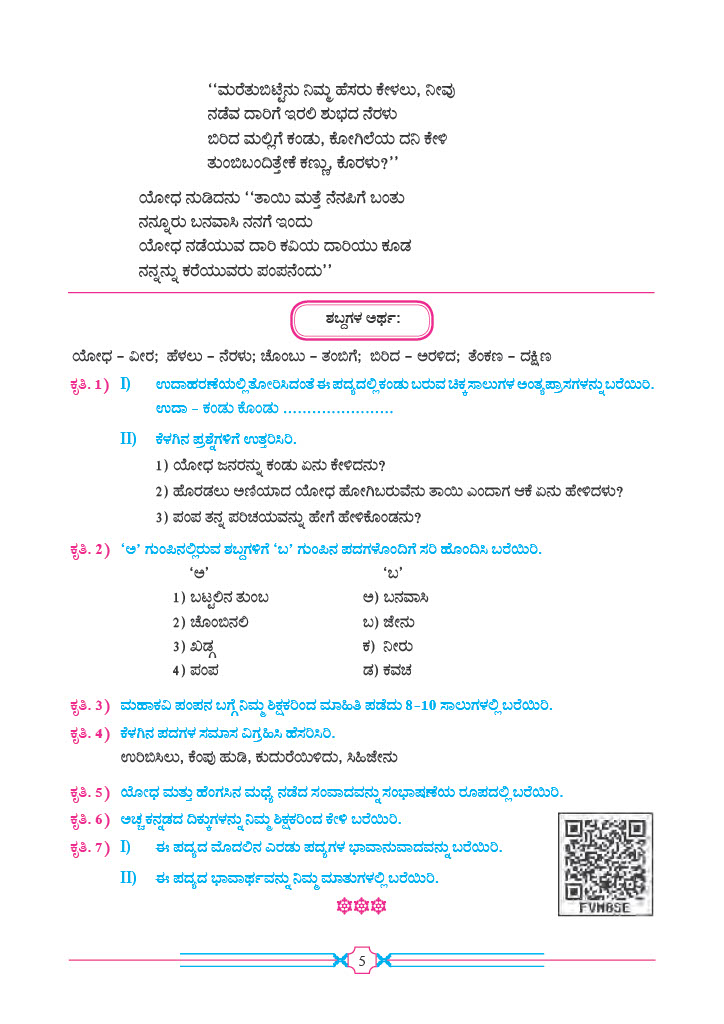 ‘‘ಮರೆತುಬಿಟ್ಟೆನು ನಿಮ್ಮ ಹೆಸರು ಕೇಳಲು, ನೀವು
ನಡೆವ ದಾರಿಗೆ ಇರಲಿ ಶುಭದ ನೆರಳು
ಬಿರಿದ ಮಲ್ಲಿಗೆ ಕಂಡು, ಕೋಗಿಲೆಯ ದನಿ ಕೇಳಿ
ತುಂಬಿಬಂದಿತ್ತೇಕೆ ಕಣ್ಣು, ಕೊರಳು?’’
ಯೋಧ ನುಡಿದನು ‘‘ತಾಯಿ ಮತ್ತೆ ನೆನಪಿಗೆ ಬಂತು
ನನ್ನೂರು ಬನವಾಸಿ ನನಗೆ ಇಂದು
ಯೋಧ ನಡೆಯುವ ದಾರಿ ಕವಿಯ ದಾರಿಯು ಕೂಡ
ನನ್ನನ್ನು ಕರೆಯುವರು ಪಂಪನೆಂದು’’
ಶಬ್ದಗಳ ಅರ್ಥ:
ಯೋಧ – ವೀರ; ಹೆಳಲು – ನೆರಳು; ಚೊಂಬು – ತಂಬಿಗೆ; ಬಿರಿದ – ಅರಳಿದ; ತೆಂಕಣ – ದಕ್ಷಿಣ
ಕೃತಿ. 1) I) ಉದಾಹರಣೆಯಲ್ಲಿ ತೋರಿಸಿದಂತೆ ಈ ಪದ್ಯದಲ್ಲಿ ಕಂಡು ಬರುವ ಚಿಕ್ಕ ಸಾಲುಗಳ ಅಂತ್ಯಪ್ರಾಸಗಳನ್ನು ಬರೆಯಿರಿ.
ಉದಾ – ಕಂಡು ಕೊಂಡು .......................
II) ಕೆಳಗಿನ ಪ್ರಶ್ನೆಗಳಿಗೆ ಉತ್ತರಿಸಿರಿ.
1) ಯೋಧ ಜನರನ್ನು ಕಂಡು ಏನು ಕೇಳಿದನು?
2) ಹೊರಡಲು ಅಣಿಯಾದ ಯೋಧ ಹೋಗಿಬರುವೆನು ತಾಯಿ ಎಂದಾಗ ಆಕೆ ಏನು ಹೇಳಿದಳು?
3) ಪಂಪ ತನ್ನ ಪರಿಚಯವನ್ನು ಹೇಗೆ ಹೇಳಿಕೊಂಡನು?
ಕೃತಿ. 2) ‘ಅ’ ಗುಂಪಿನಲ್ಲಿರುವ ಶಬ್ದಗಳಿಗೆ ‘ಬ’ ಗುಂಪಿನ ಪದಗಳೊಂದಿಗೆ ಸರಿ ಹೊಂದಿಸಿ ಬರೆಯಿರಿ.
‘ಅ’ ‘ಬ’
1) ಬಟ್ಟಲಿನ ತುಂಬ ಅ) ಬನವಾಸಿ
2) ಚೊಂಬಿನಲಿ ಬ) ಜೇನು
3) ಖಡ್ಗ ಕ) ನೀರು
4) ಪಂಪ ಡ) ಕವಚ
ಕೃತಿ. 3) ಮಹಾಕವಿ ಪಂಪನ ಬಗ್ಗೆ ನಿಮ್ಮ ಶಿಕ್ಷಕರಿಂದ ಮಾಹಿತಿ ಪಡೆದು 8-10 ಸಾಲುಗಳಲ್ಲಿ ಬರೆಯಿರಿ.
ಕೃತಿ. 4) ಕೆಳಗಿನ ಪದಗಳ ಸಮಾಸ ವಿಗ್ರಹಿಸಿ ಹೆಸರಿಸಿರಿ.
ಉರಿಬಿಸಿಲು, ಕೆಂಪು ಹುಡಿ, ಕುದುರೆಯಿಳಿದು, ಸಿಹಿಜೇನು
ಕೃತಿ. 5) ಯೋಧ ಮತ್ತು ಹೆಂಗಸಿನ ಮಧ್ಯೆ ನಡೆದ ಸಂವಾದವನ್ನು ಸಂಭಾಷಣೆಯ ರೂಪದಲ್ಲಿ ಬರೆಯಿರಿ.
ಕೃತಿ. 6) ಅಚ್ಚ ಕನ್ನಡದ ದಿಕ್ಕುಗಳನ್ನು ನಿಮ್ಮ ಶಿಕ್ಷಕರಿಂದ ಕೇಳಿ ಬರೆಯಿರಿ.
ಕೃತಿ. 7) I) ಈ ಪದ್ಯದ ಮೊದಲಿನ ಎರಡು ಪದ್ಯಗಳ ಭಾವಾನುವಾದವನ್ನು ಬರೆಯಿರಿ.
II) ಈ ಪದ್ಯದ ಭಾವಾರ್ಥವನ್ನು ನಿಮ್ಮ ಮಾತುಗಳಲ್ಲಿ ಬರೆಯಿರಿ.
FVM8SE
5